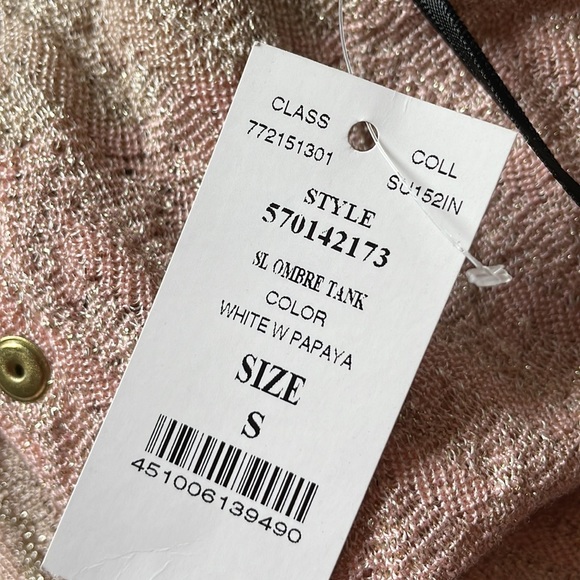 CLASS
772151301
COLL
SU152IN
STYLE
570142173
SL OMBRE TANK
COLOR
WHITE W PAPAYA
SIZE
S
451006139490